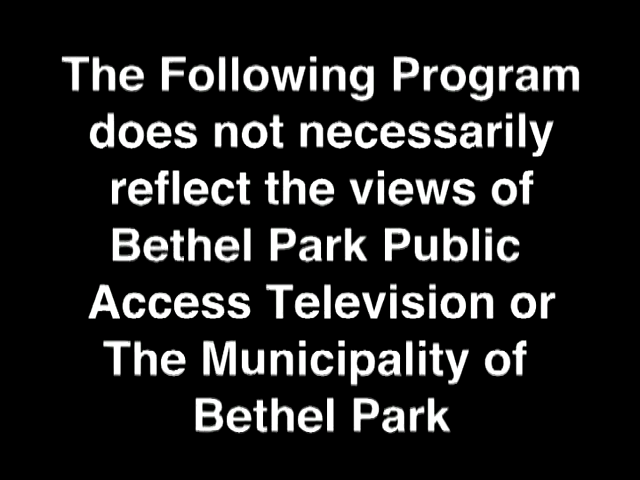 The Following Program
does not necessarily
reflect the views of
Bethel Park Public
Access Television or
The Municipality of
Bethel Park